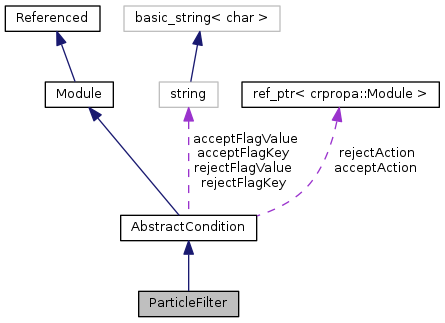 Referenced
basic_string< char >
Module
string
ref_ptr< crpropa::Module >
acceptFlagValue
acceptFlagKey
rejectFlagValue
rejectFlagKey
rejectAction
acceptAction
AbstractCondition
ParticleFilter